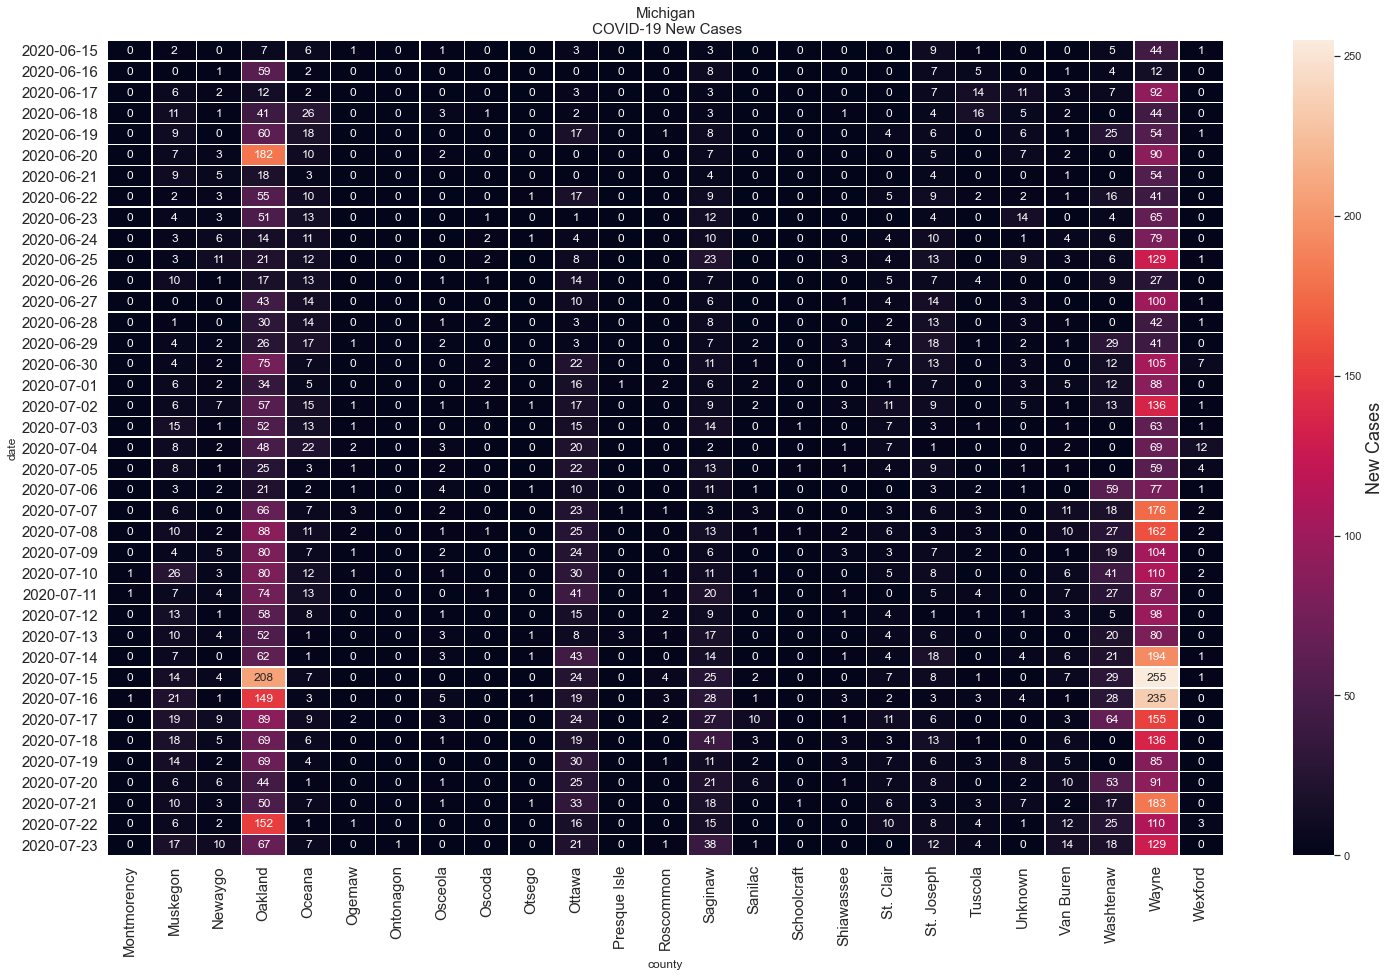 Michigan
COVID-19 New Cases
2020-06-15 0 2 0 7 6 1 0 1 0 0 3 0 0 3 0 0 0 0 9 1 0 0 5 44 1
2020-06-16 0 0 1 59 2 0 0 0 0 0 0 0 0 8 0 0 0 0 7 5 0 1 4 12 0
2020-06-17 0 6 2 12 2 0 0 0 0 0 3 0 0 3 0 0 0 0 7 14 11 3 7 92 0
2020-06-18 0 11 1 41 26 0 0 3 1 0 2 0 0 3 0 0 1 0 4 16 5 2 0 44 0
2020-06-19 0 9 0 60 18 0 0 0 0 0 17 0 1 8 0 0 0 4 6 0 6 1 25 54 1
2020-06-20 0 7 3 182 10 0 0 2 0 0 0 0 0 7 0 0 0 0 5 0 7 2 0 90 0
2020-06-21 0 9 5 18 3 0 0 0 0 0 0 0 0 4 0 0 0 0 4 0 0 1 0 54 0
2020-06-22 0 2 3 55 10 0 0 0 0 1 17 0 0 9 0 0 0 5 9 2 2 1 16 41 0
2020-06-23 0 4 3 51 13 0 0 0 1 0 1 0 0 12 0 0 0 0 4 0 14 0 4 65 0
2020-06-24 0 3 6 14 11 0 0 0 2 1 4 0 0 10 0 0 0 4 10 0 1 4 6 79 0
2020-06-25 0 3 11 21 12 0 0 0 2 0 8 0 0 23 0 0 3 4 13 0 9 3 6 129 1
2020-06-26 0 10 1 17 13 0 0 1 1 0 14 0 0 7 0 0 0 5 7 4 0 0 9 27 0
2020-06-27 0 0 0 43 14 0 0 0 0 0 10 0 0 6 0 0 1 4 14 0 3 0 0 100 1
2020-06-28 0 1 0 30 14 0 0 1 2 0 3 0 0 8 0 0 0 2 13 0 3 1 0 42 1
2020-06-29 0 4 2 26 17 1 0 2 0 0 3 0 0 7 2 0 3 4 18 1 2 1 29 41 0
2020-06-30 0 4 2 75 7 0 0 0 2 0 22 0 0 11 1 0 1 7 13 0 3 0 12 105 7
2020-07-01 0 6 2 34 5 0 0 0 2 0 16 1 2 6 2 0 0 1 7 0 3 5 12 88 0
2020-07-02 0 6 7 57 15 1 0 1 1 1 17 0 0 9 2 0 3 11 9 0 5 1 13 136 1
2020-07-03 0 15 1 52 13 1 0 0 0 0 15 0 0 14 0 1 0 7 3 1 0 1 0 63 1
2020-07-04 0 8 2 48 22 2 0 3 0 0 20 0 0 2 0 0 1 7 1 0 0 2 0 69 12
2020-07-05 0 8 1 25 3 1 0 2 0 0 22 0 0 13 0 1 1 4 9 0 1 1 0 59 4
2020-07-06 0 3 2 21 2 1 0 4 0 1 10 0 0 11 1 0 0 0 3 2 1 0 59 77 1
2020-07-07 0 6 0 66 7 3 0 2 0 0 23 1 1 3 3 0 0 3 6 3 0 11 18 176 2
2020-07-08 0 10 2 88 11 2 0 1 1 0 25 0 0 13 1 1 2 6 3 3 0 10 27 162 2
2020-07-09 0 4 5 80 7 1 0 2 0 0 24 0 0 6 0 0 3 3 7 2 0 1 19 104 0
2020-07-10 1 26 3 80 12 1 0 1 0 0 30 0 1 11 1 0 0 5 8 0 0 6 41 110 2
2020-07-11 1 7 4 74 13 0 0 0 1 0 41 0 1 20 1 0 1 0 5 4 0 7 27 87 0
2020-07-12 0 13 1 58 8 0 0 1 0 0 15 0 2 9 0 0 1 4 1 1 1 3 5 98 0
2020-07-13 0 10 4 52 1 0 0 3 0 1 8 3 1 17 0 0 0 4 6 0 0 0 20 80 0
2020-07-14 0 7 0 62 1 0 0 3 0 1 43 0 0 14 0 0 1 4 18 0 4 6 21 194 1
2020-07-15 0 14 4 208 7 0 0 0 0 0 24 0 4 25 2 0 0 7 8 1 0 7 29 255 1
2020-07-16 1 21 1 149 3 0 0 5 0 1 19 0 3 28 1 0 3 2 3 3 4 1 28 235 0
2020-07-17 0 19 9 89 9 2 0 3 0 0 24 0 2 27 10 0 1 11 6 0 0 3 64 155 0
2020-07-18 0 18 5 69 6 0 0 1 0 0 19 0 0 41 3 0 3 3 13 1 0 6 0 136 0
2020-07-19 0 14 2 69 4 0 0 0 0 0 30 0 1 11 2 0 3 7 6 3 8 5 0 85 0
2020-07-20 0 6 6 44 1 0 0 1 0 0 25 0 0 21 6 0 1 7 8 0 2 10 53 91 0
2020-07-21 0 10 3 50 7 0 0 1 0 1 33 0 0 18 0 1 0 6 3 3 7 2 17 183 0
2020-07-22 0 6 2 152 1 1 0 0 0 0 16 0 0 15 0 0 0 10 8 4 1 12 25 110 3
2020-07-23 0 17 10 67 7 0 1 0 0 0 21 0 1 38 1 0 0 0 12 4 0 14 18 129 0
date
Montmorency
Muskegon
Newaygo
Oakland
Oceana
Ogemaw
Ontonagon
Osceola
Oscoda
Otsego
Ottawa
Presque Isle
Roscommon
Saginaw
Sanilac
Schoolcraft
Shiawassee
St. Clair
St. Joseph
Tuscola
Unknown
Van Buren
Washtenaw
Wayne
Wexford
county
250
200
150
100
50
0
New Cases